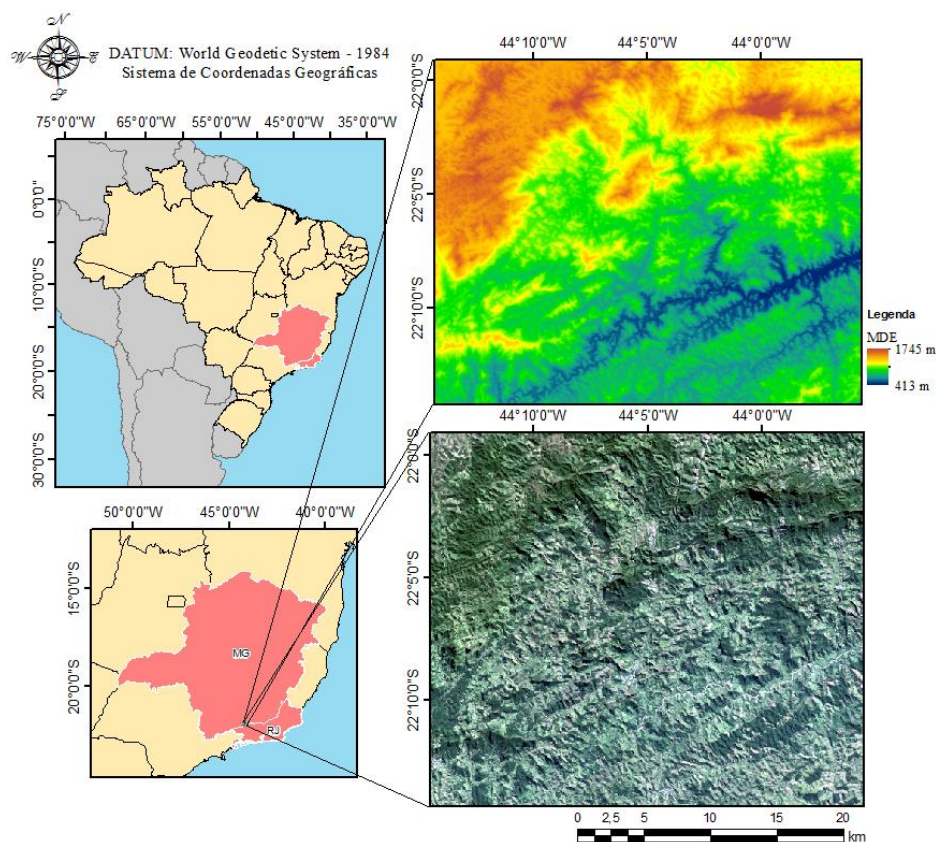 N
W E
S
DATUM: World Geodetic System - 1984
Sistema de Coordenadas Geográficas
75°0'0"W 65°0'0"W 55°0'0"W 45°0'0"W 35°0'0"W
0°0'0"
10°0'0"S
20°0'0"S
30°0'0"S
44°10'0"W 44°5'0"W 44°0'0"W
22°0'0"S
22°5'0"S
22°10'0"S
Legenda
MDE
1745 m
413 m
50°0'0"W 45°0'0"W 40°0'0"W
15°0'0"S
20°0'0"S
MG
RJ
44°10'0"W 44°5'0"W 44°0'0"W
22°0'0"S
22°5'0"S
22°10'0"S
0 2,5 5 10 15 20
km